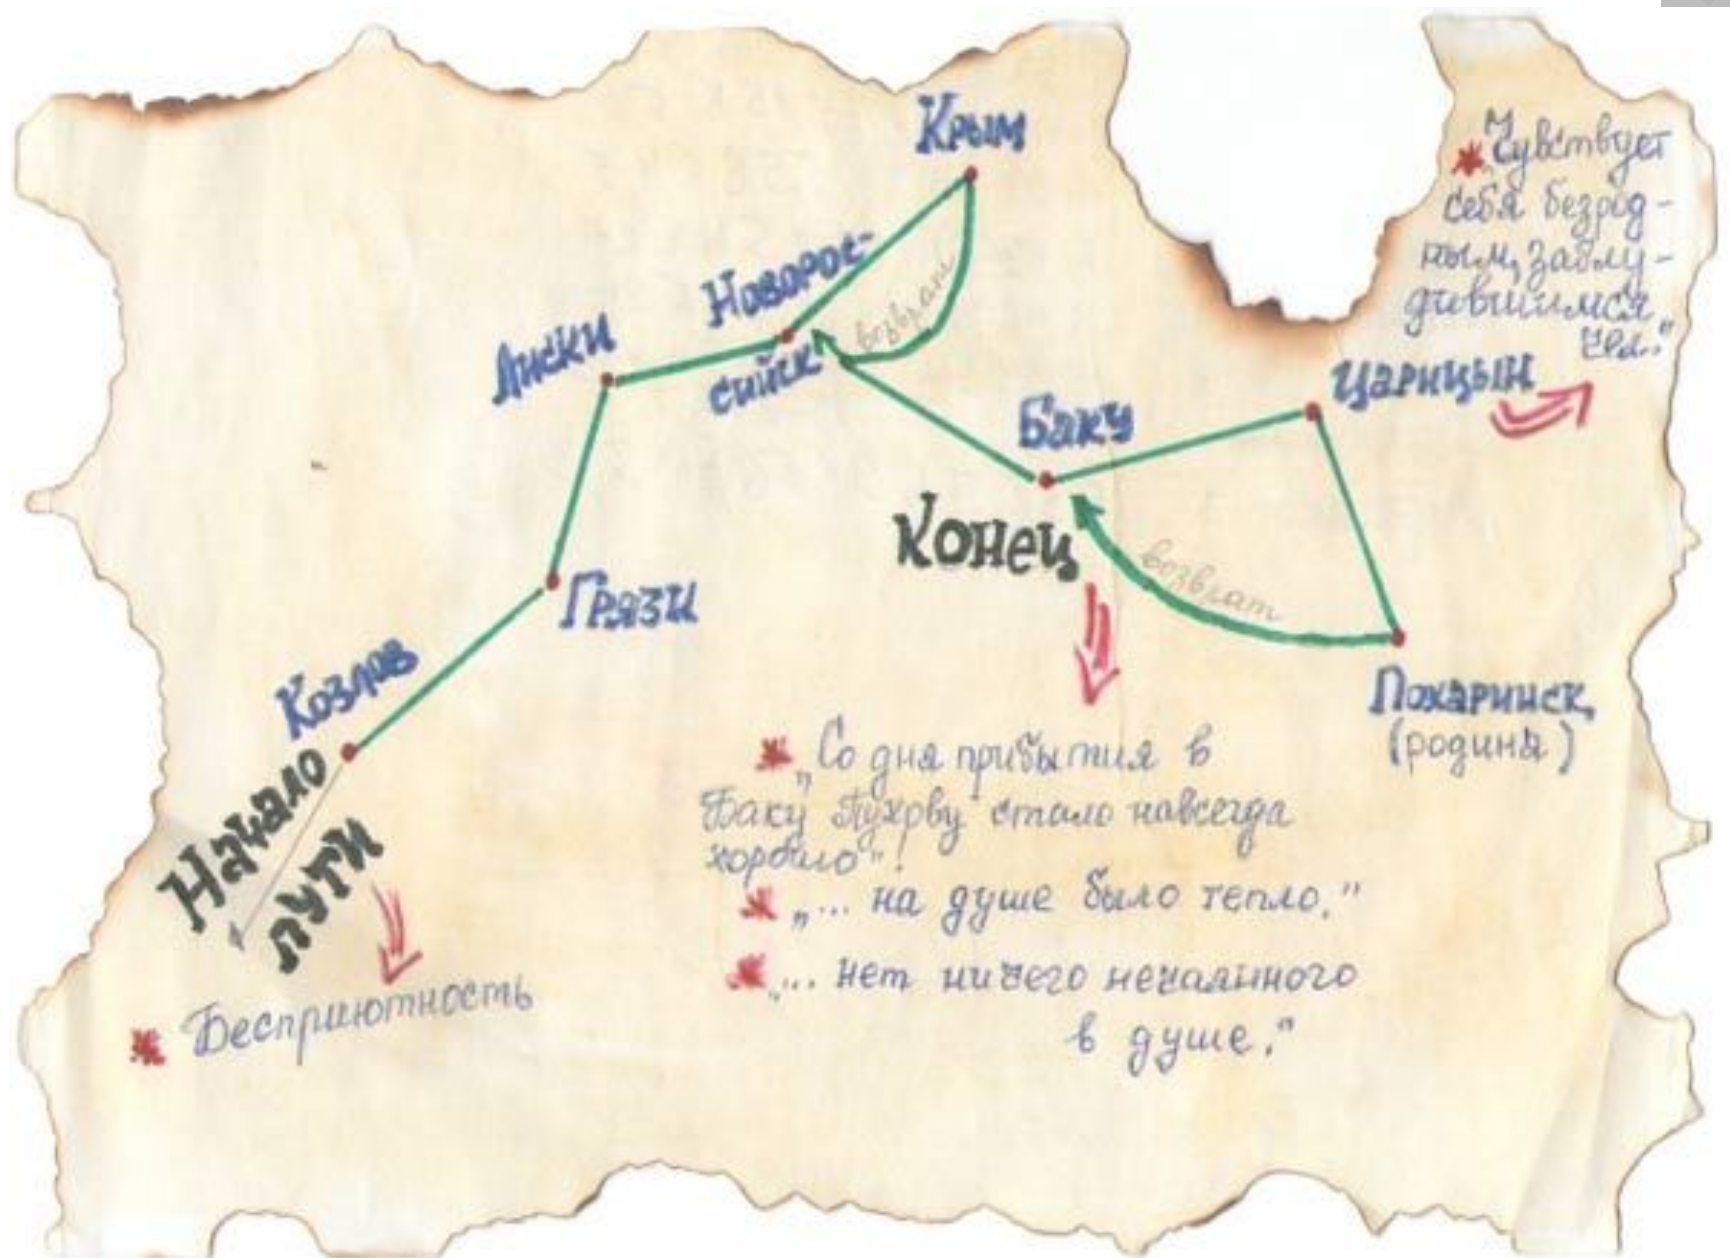 Крым
„Чувствует
себя безрод-
ным, заблу-
дившимся
чел.."
Новорос-
сийск
возврат
Лиски
Царицын
Баку
Конец
возврат
Грязи
Козлов
Похаринск
(родина)
Начало
пути
Бесприютность
„Со дня прибытия в
Баку Пухову стало навсегда
хорошо"!
„... на душе было тепло."
„... нет ничего нечаянного
в душе."